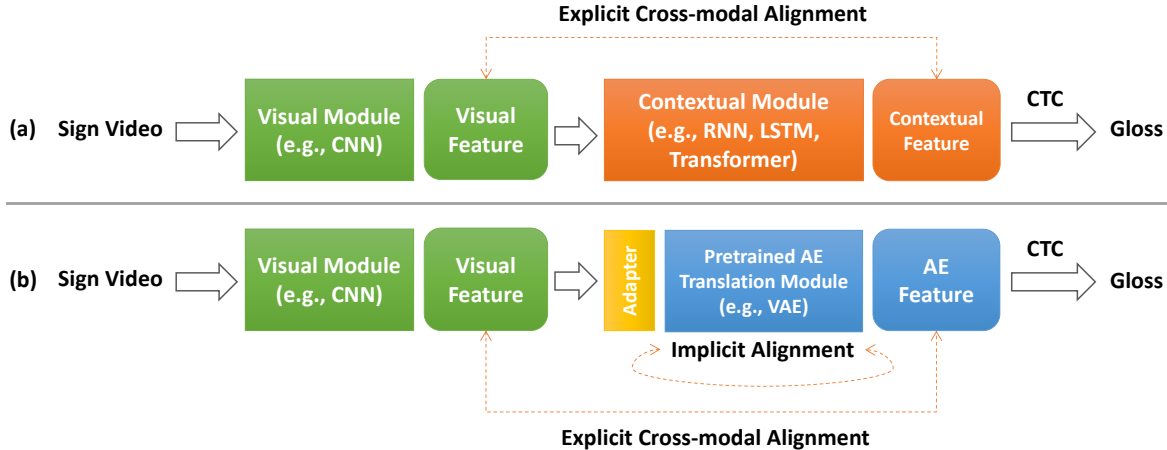 Explicit Cross-modal Alignment
(a) Sign Video
Visual Module
(e.g., CNN)
Visual
Feature
Contextual Module
(e.g., RNN, LSTM,
Transformer)
Contextual
Feature
CTC
Gloss
(b) Sign Video
Visual Module
(e.g., CNN)
Visual
Feature
Adapter
Pretrained AE
Translation Module
(e.g., VAE)
AE
Feature
CTC
Gloss
Implicit Alignment
Explicit Cross-modal Alignment